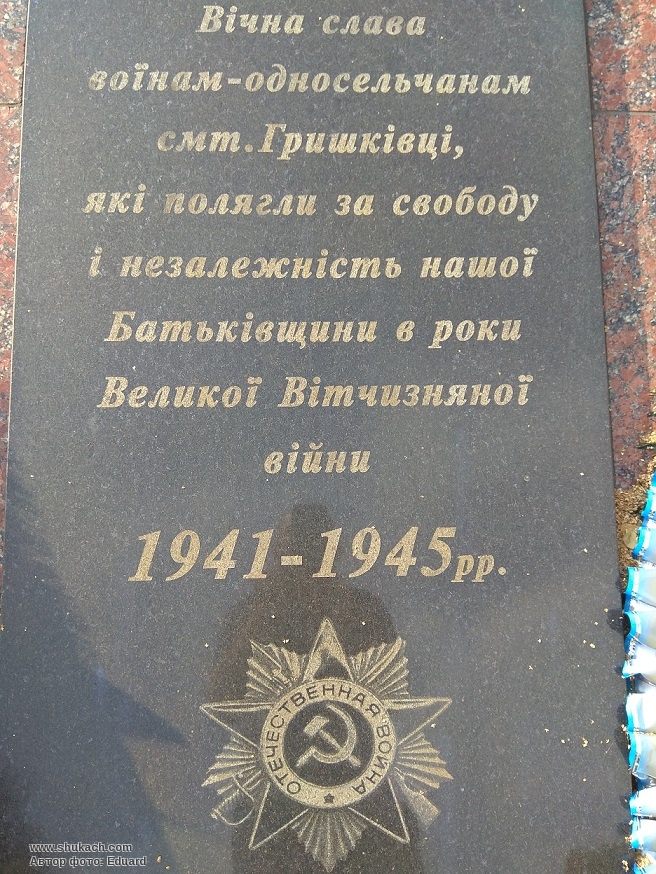 Вічна слава
воїнам-односельчанам
смт.Гришківці,
які полягли за свободу
і незалежність нашої
Батьківщини в роки
Великої Вітчизняної
війни
1941-1945рр.
ОТЕЧЕСТВЕННАЯ ВОЙНА
www.shukach.com
Автор фото: Eduard